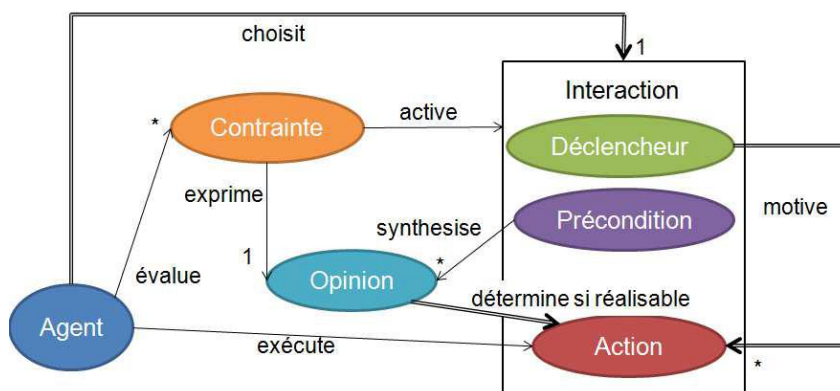 choisit
1
Interaction
*
Contrainte
active
Déclencheur
exprime
Précondition
motive
synthesise
évalue
1
Opinion
*
détermine si réalisable
Agent
exécute
Action
*